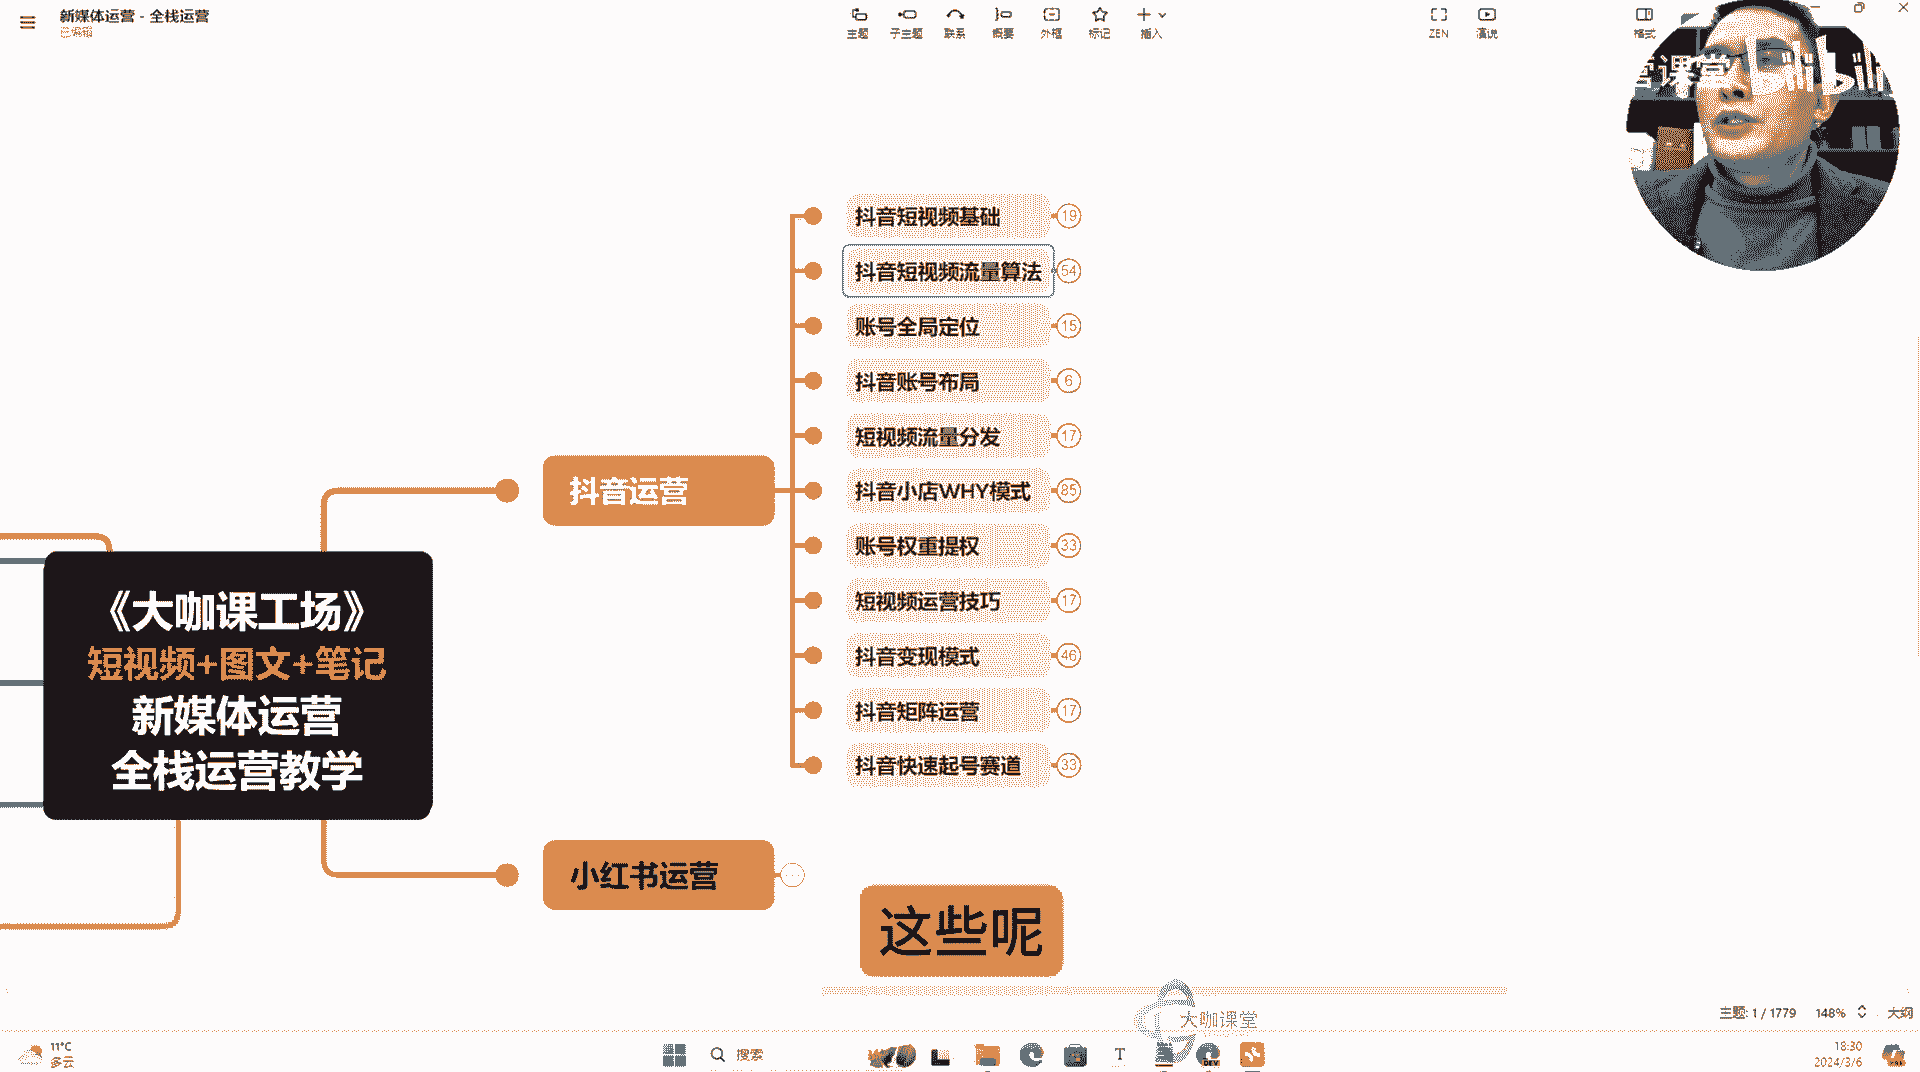 新媒体运营 - 全栈运营
已编辑
主题
子主题
联系
概要
外框
标记
插入
ZEN
演说
格式
营课堂
bilibili
抖音短视频基础 19
抖音短视频流量算法 54
账号全局定位 15
抖音账号布局 6
短视频流量分发 17
抖音小店WHY模式 85
账号权重提权 33
短视频运营技巧 17
抖音变现模式 46
抖音矩阵运营 17
抖音快速起号赛道 33
抖音运营
《大咖课工场》
短视频+图文+笔记
新媒体运营
全栈运营教学
小红书运营
这些呢
大咖课堂
主题: 1 / 1779
148%
大纲
11°C
多云
搜索
18:30
2024/3/6